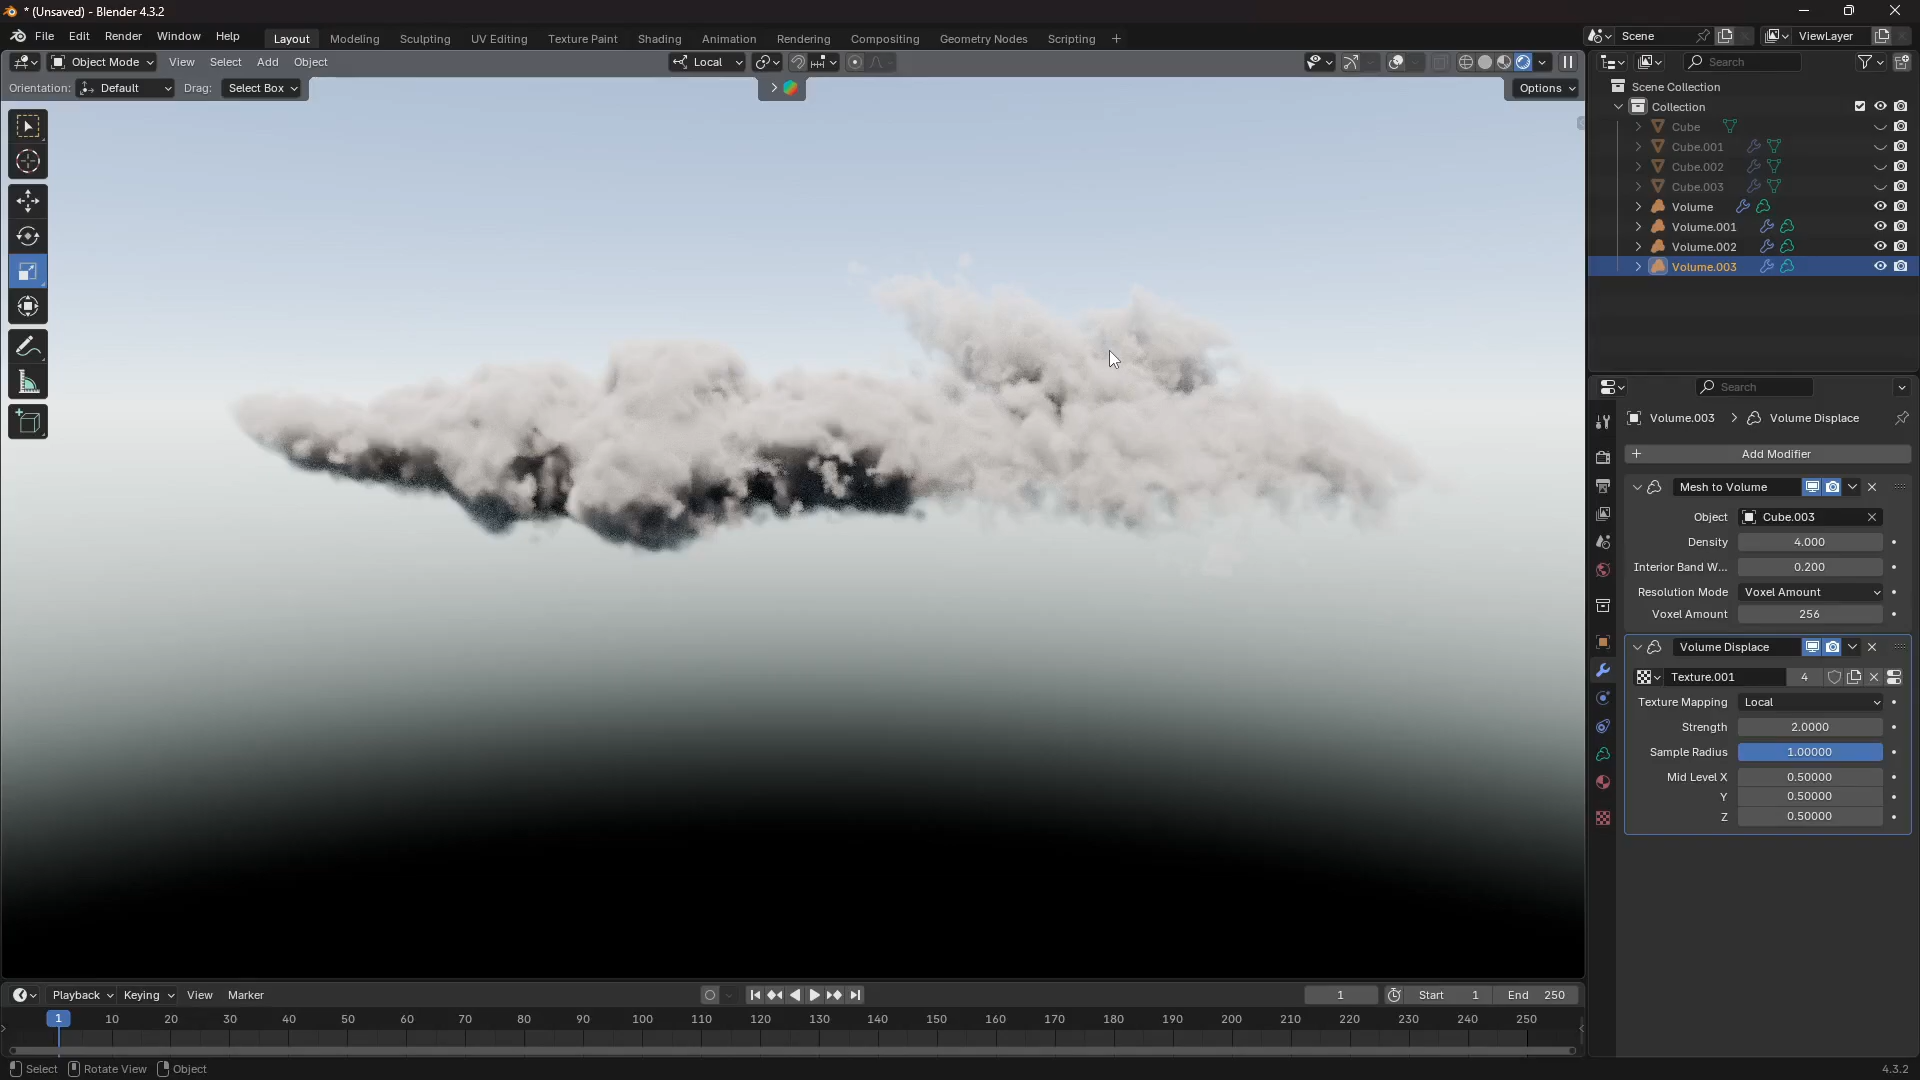 * (Unsaved) - Blender 4.3.2
File Edit Render Window Help Layout Modeling Sculpting UV Editing Texture Paint Shading Animation Rendering Compositing Geometry Nodes Scripting + Scene ViewLayer
Object Mode View Select Add Object Local Search
Orientation: Default Drag: Select Box Options
Scene Collection
Collection
Cube
Cube.001
Cube.002
Cube.003
Volume
Volume.001
Volume.002
Volume.003
Search
Volume.003 > Volume Displace
+ Add Modifier
Mesh to Volume
Object Cube.003
Density 4.000
Interior Band W... 0.200
Resolution Mode Voxel Amount
Voxel Amount 256
Volume Displace
Texture.001 4
Texture Mapping Local
Strength 2.0000
Sample Radius 1.00000
Mid Level X 0.50000
Y 0.50000
Z 0.50000
Playback Keying View Marker 1 Start 1 End 250
1 10 20 30 40 50 60 70 80 90 100 110 120 130 140 150 160 170 180 190 200 210 220 230 240 250
Select Rotate View Object 4.3.2